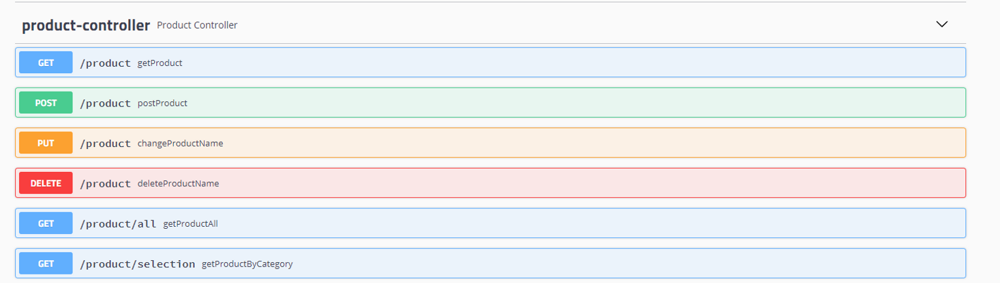 product-controller Product Controller
GET /product getProduct
POST /product postProduct
PUT /product changeProductName
DELETE /product deleteProductName
GET /product/all getProductAll
GET /product/selection getProductByCategory